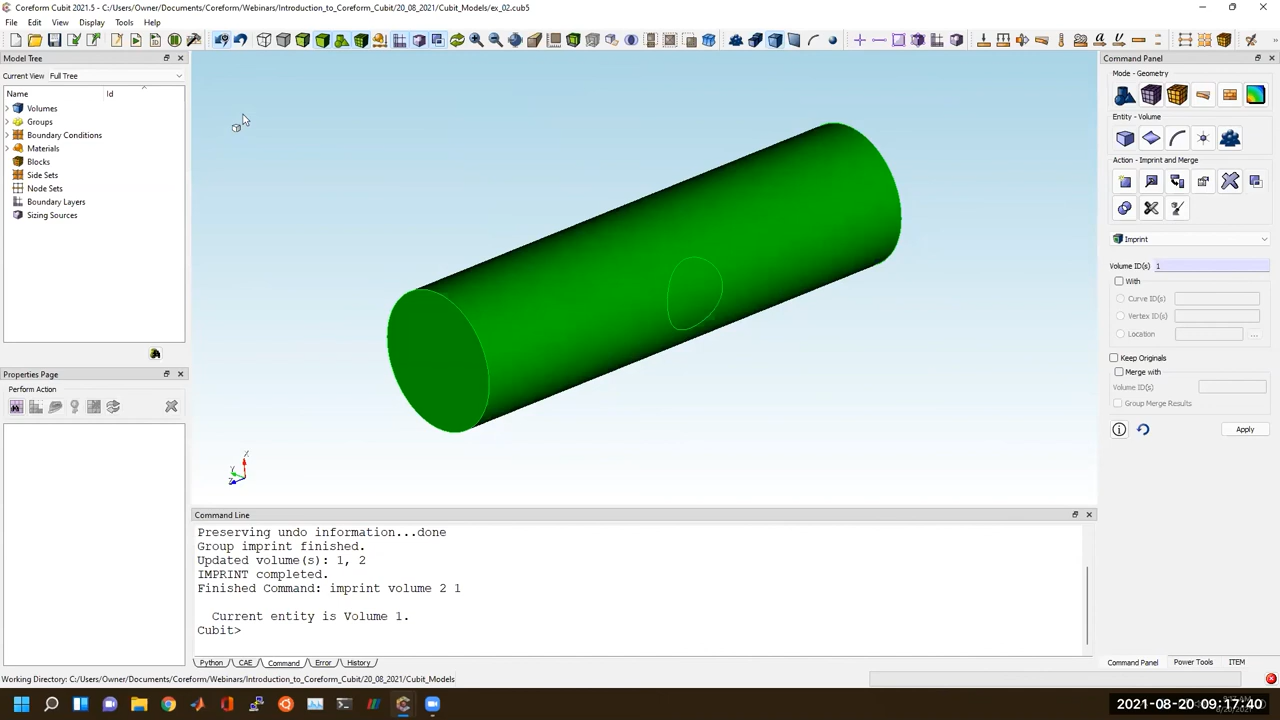 Coreform Cubit 2021.5 - C:/Users/Owner/Documents/Coreform/Webinars/Introduction_to_Coreform_Cubit/20_08_2021/Cubit_Models/ex_02.cub5
File Edit View Display Tools Help
Model Tree
Current View Full Tree
Name Id
Volumes
Groups
Boundary Conditions
Materials
Blocks
Side Sets
Node Sets
Boundary Layers
Sizing Sources
Properties Page
Perform Action
X
Y
Z
Command Line
Preserving undo information...done
Group imprint finished.
Updated volume(s): 1, 2
IMPRINT completed.
Finished Command: imprint volume 2 1
Current entity is Volume 1.
Cubit>
Python CAE Command Error History
Command Panel
Mode - Geometry
Entity - Volume
Action - Imprint and Merge
Imprint
Volume ID(s) 1
With
Curve ID(s)
Vertex ID(s)
Location ...
Keep Originals
Merge with
Volume ID(s)
Group Merge Results
Apply
Command Panel Power Tools ITEM
Working Directory: C:/Users/Owner/Documents/Coreform/Webinars/Introduction_to_Coreform_Cubit/20_08_2021/Cubit_Models
2021-08-20 09:17:40